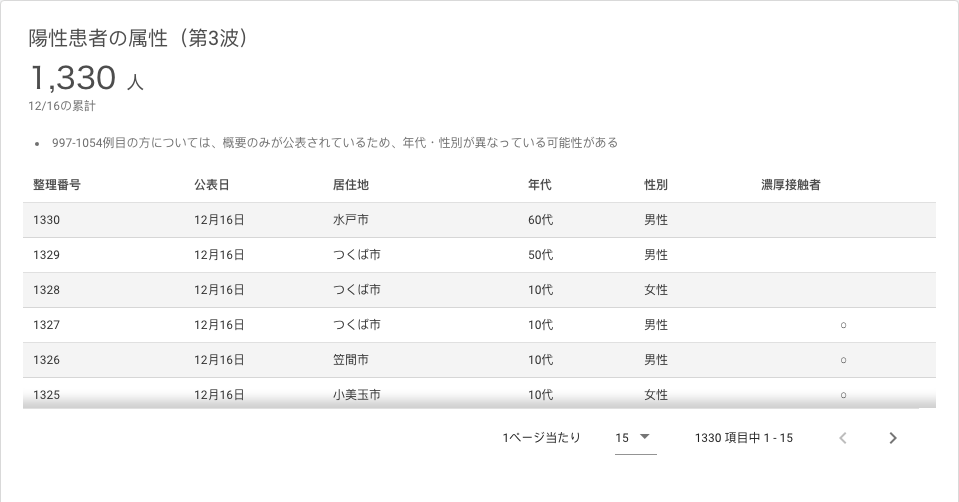 陽性患者の属性（第3波）
1,330 人
12/16の累計
• 997-1054例目の方については、概要のみが公表されているため、年代・性別が異なっている可能性がある
整理番号 公表日 居住地 年代 性別 濃厚接触者
1330 12月16日 水戸市 60代 男性
1329 12月16日 つくば市 50代 男性
1328 12月16日 つくば市 10代 女性
1327 12月16日 つくば市 10代 男性 ○
1326 12月16日 笠間市 10代 男性 ○
1325 12月16日 小美玉市 10代 女性 ○
1ページ当たり 15 1330 項目中 1 - 15